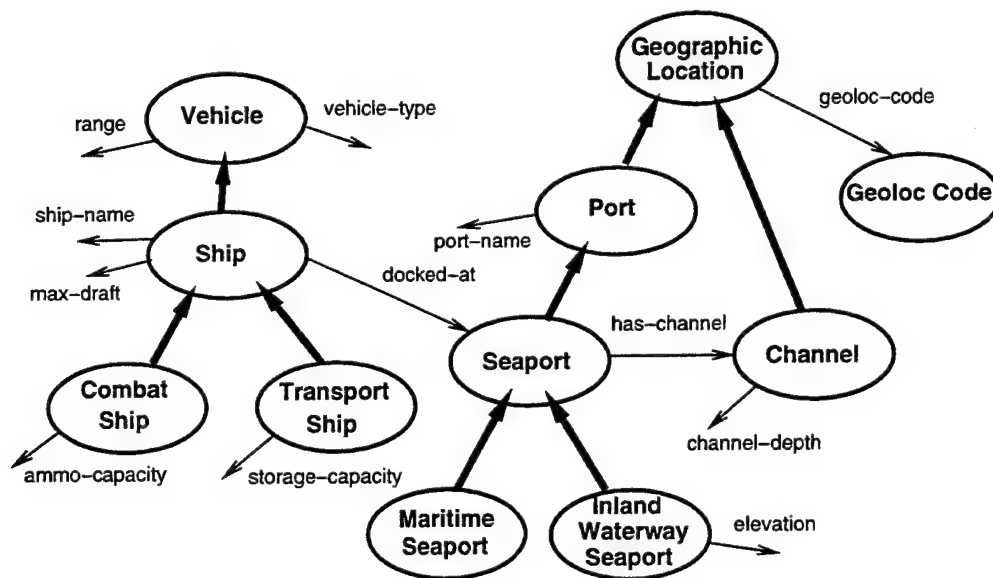 Geographic
Location
geoloc-code
Vehicle
vehicle-type
range
Geoloc Code
Port
port-name
ship-name
Ship
max-draft
docked-at
has-channel
Seaport
Channel
Combat
Ship
Transport
Ship
channel-depth
ammo-capacity
storage-capacity
Maritime
Seaport
Inland
Waterway
Seaport
elevation